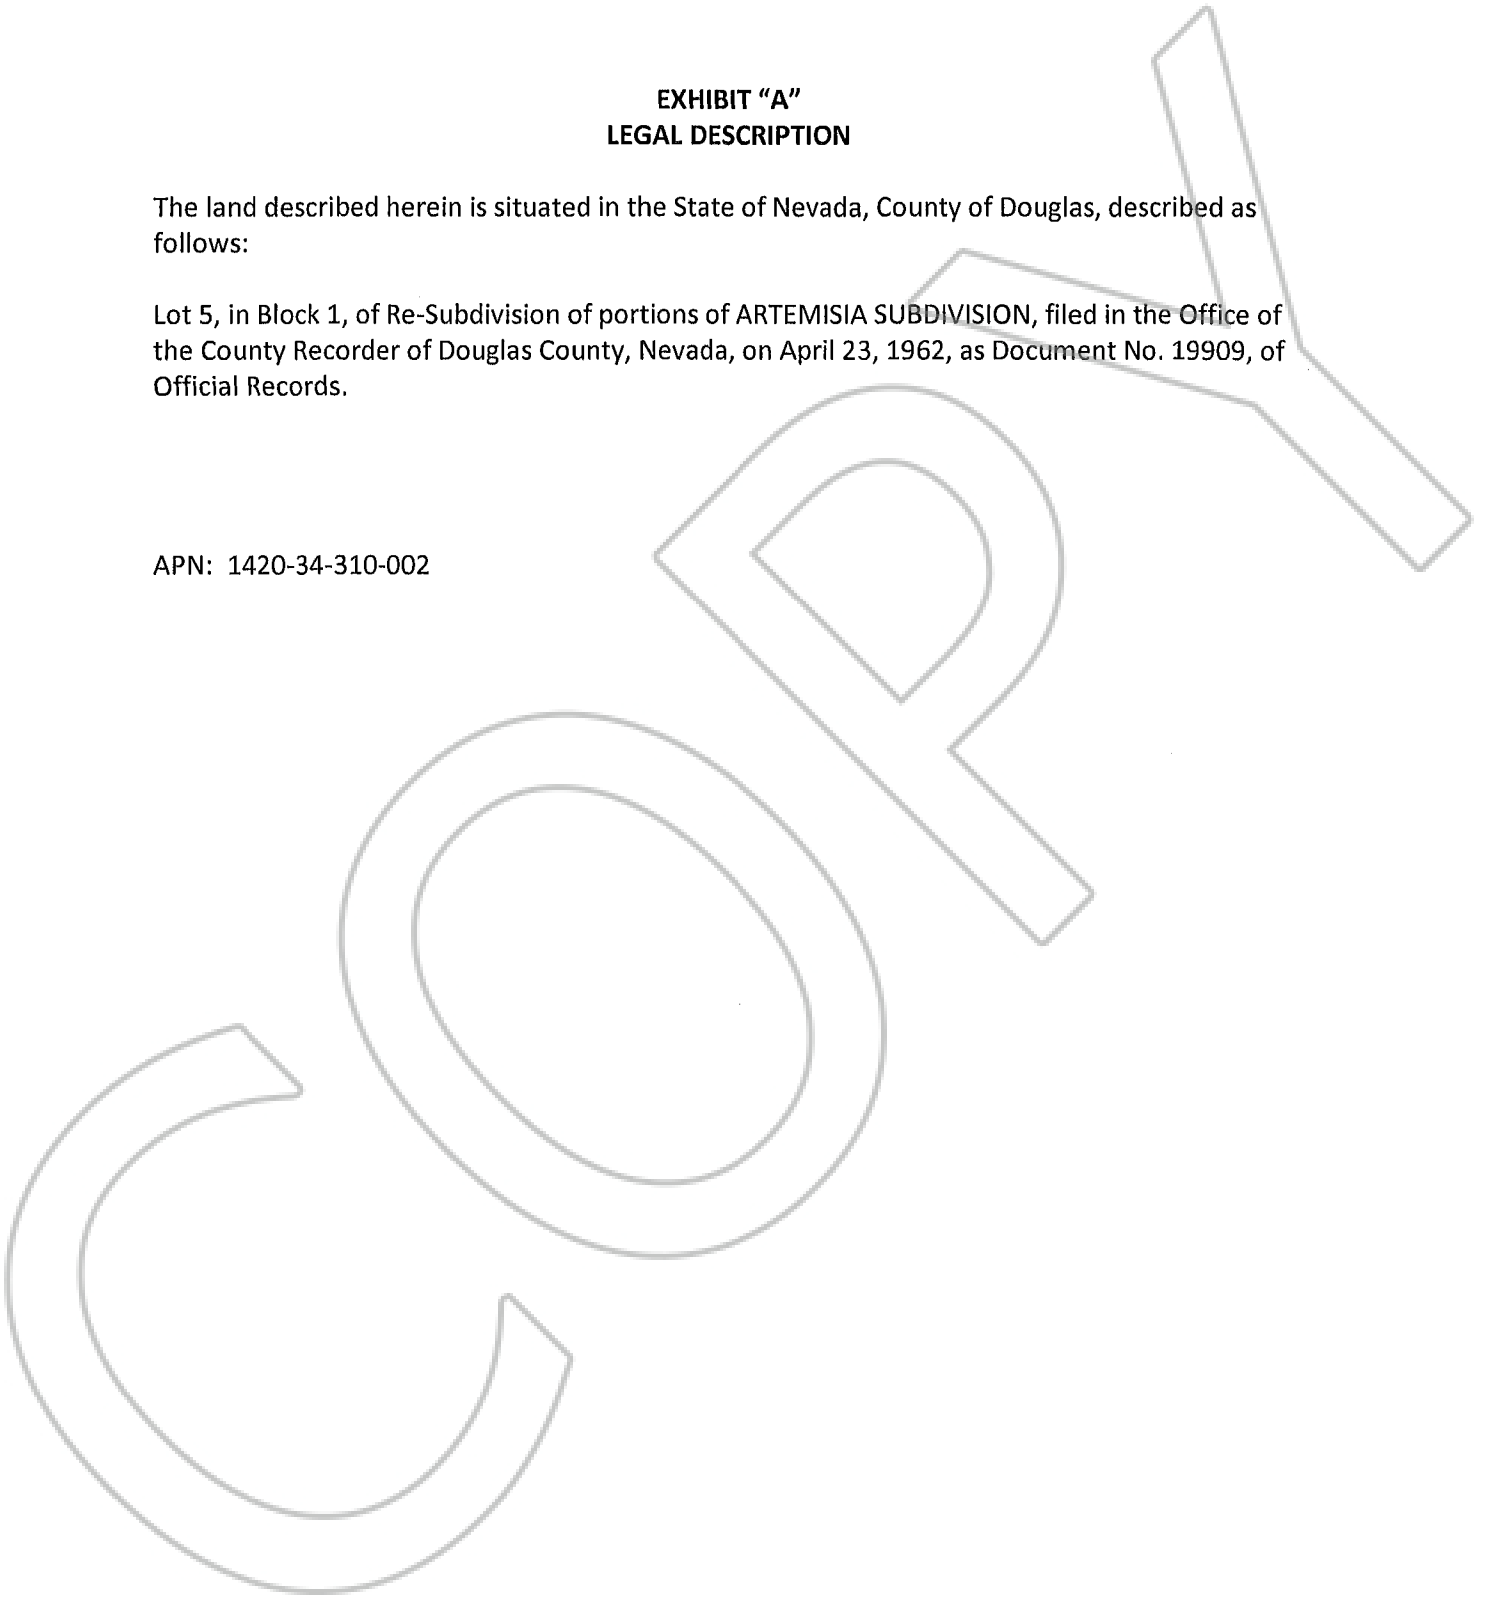 EXHIBIT “A”
LEGAL DESCRIPTION
The land described herein is situated in the State of Nevada, County of Douglas, described as
follows:
Lot 5, in Block 1, of Re-Subdivision of portions of ARTEMISIA SUBDIVISION, filed in the Office of
the County Recorder of Douglas County, Nevada, on April 23, 1962, as Document No. 19909, of
Official Records.
APN: 1420-34-310-002
COPY